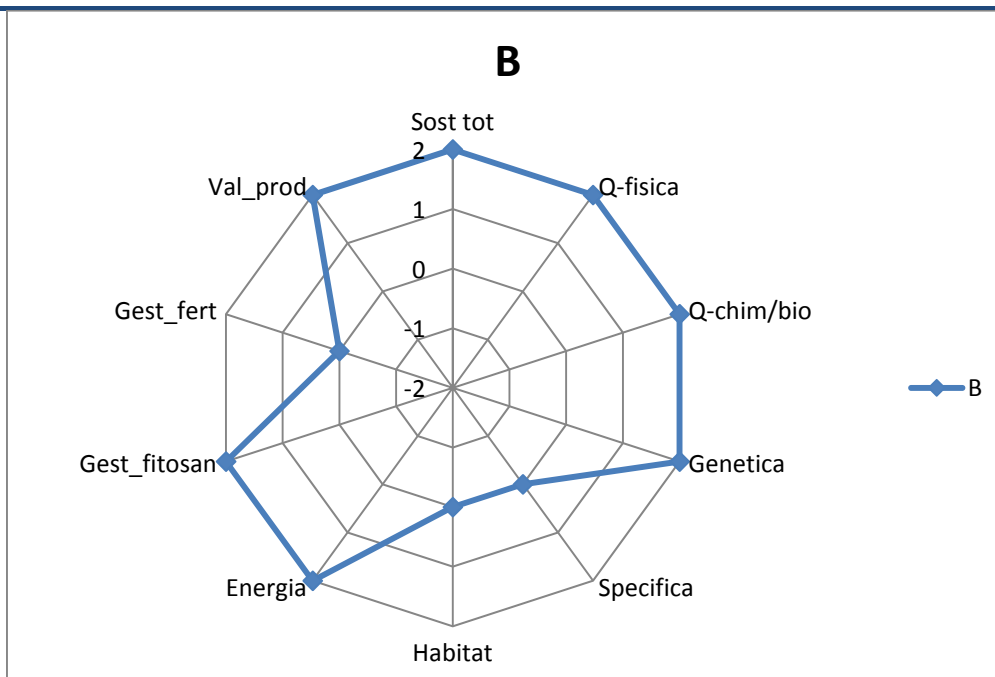 B
Sost tot
2
Val_prod
Q-fisica
1
0
Gest_fert
Q-chim/bio
-1
-2
B
Gest_fitosan
Genetica
Energia
Specifica
Habitat